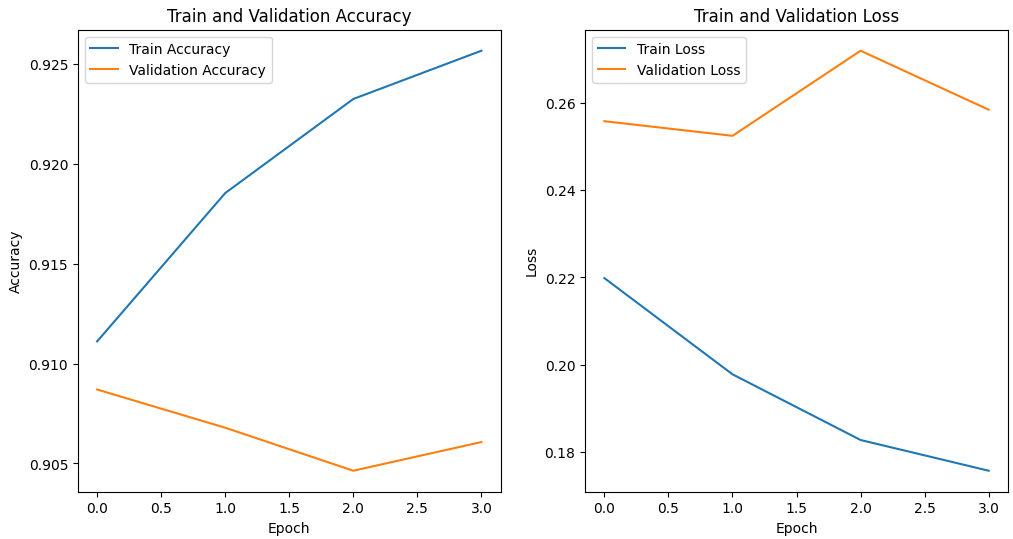 Train and Validation Accuracy
Train Accuracy
Validation Accuracy
0.925
0.920
0.915
0.910
0.905
Accuracy
0.0 0.5 1.0 1.5 2.0 2.5 3.0
Epoch
Train and Validation Loss
Train Loss
Validation Loss
0.26
0.24
0.22
0.20
0.18
Loss
0.0 0.5 1.0 1.5 2.0 2.5 3.0
Epoch